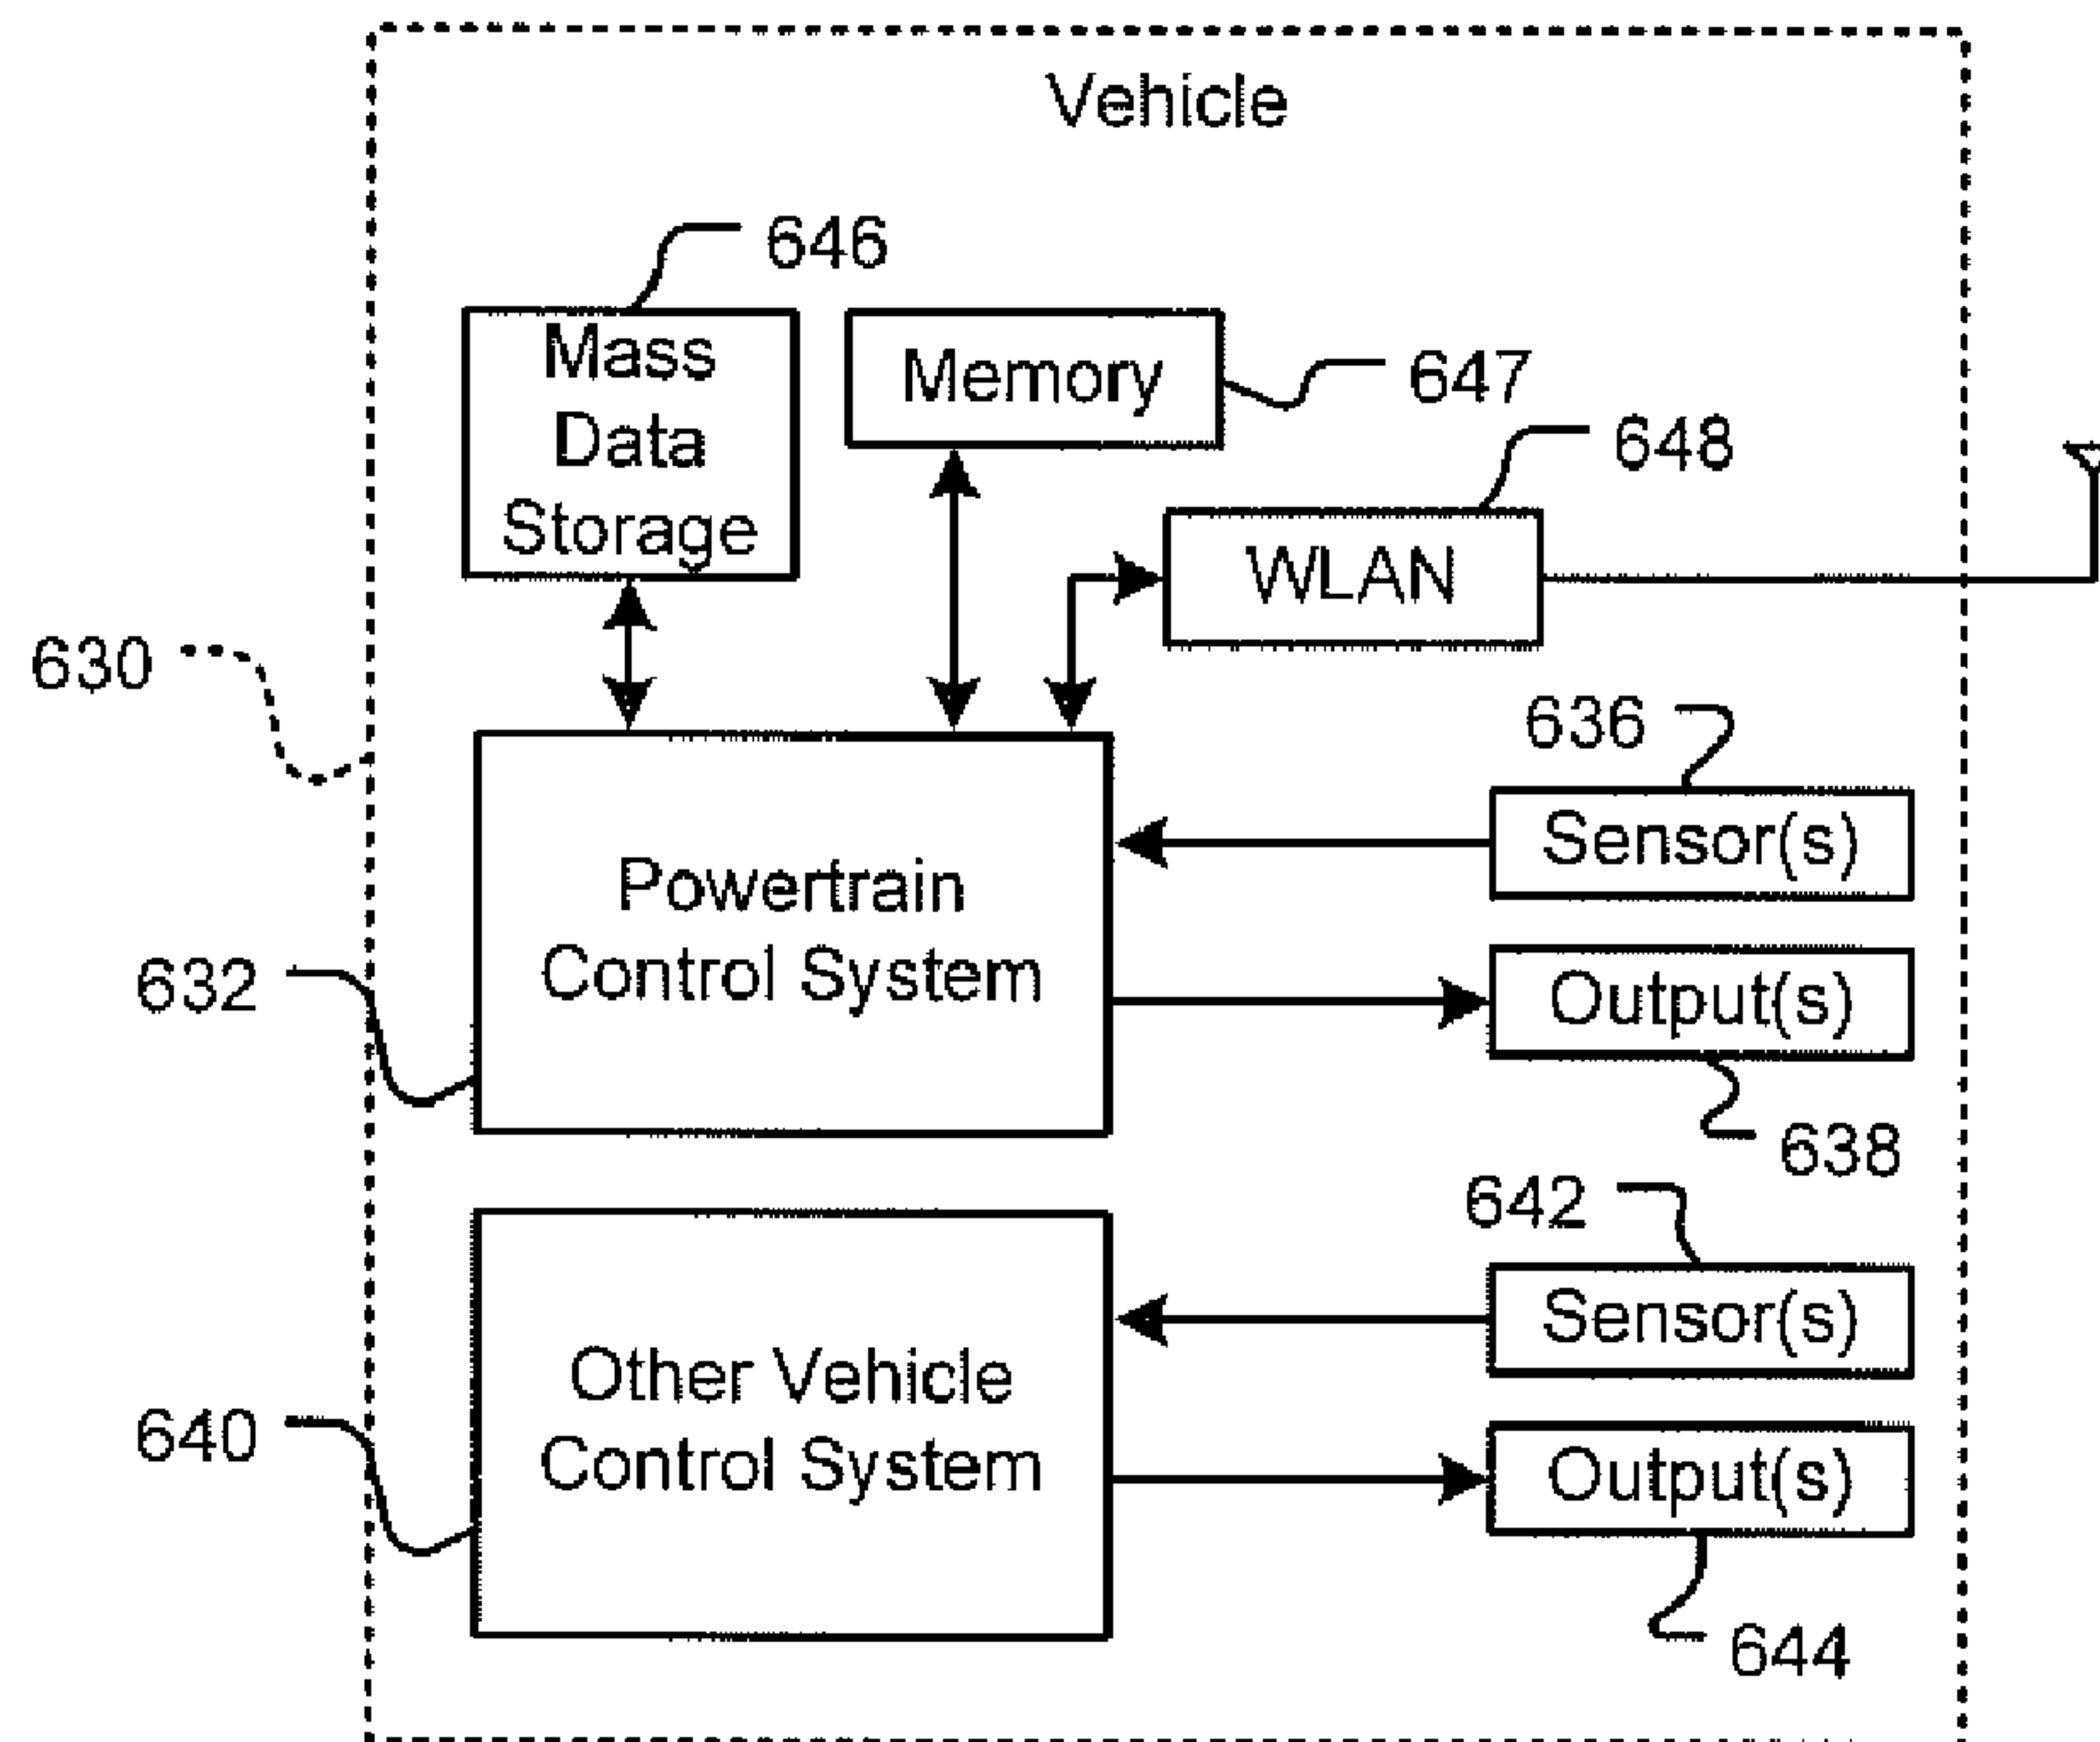 Vehicle
646
Mass
Data
Storage
Memory
647
648
WLAN
630
636
Sensor(s)
Powertrain
Control System
632
Output(s)
638
642
Sensor(s)
Other Vehicle
Control System
640
Output(s)
644